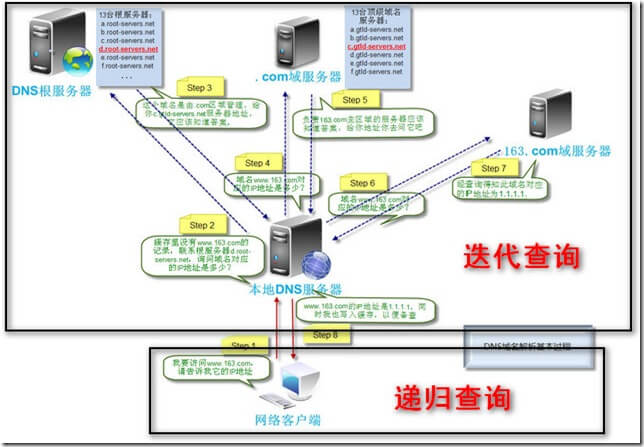 13台根服务器:
a.root-servers.net
b.root-servers.net
c.root-servers.net
d.root-servers.net
e.root-servers.net
f.root-servers.net
...
DNS根服务器
13台顶级域名
服务器:
a.gtld-servers.net
b.gtld-servers.net
c.gtld-servers.net
d.gtld-servers.net
e.gtld-servers.net
f.gtld-servers.net
.com域服务器
Step 3
这个域名是由.com区域管理，给
你c.gtld-servers.net服务器地址，
它应该知道答案。
Step 5
负责163.com主区域的服务器应该
知道答案，给你地址你去问它吧
163.com域服务器
Step 4
域名www.163.com对
应的IP地址是多少?
Step 6
域名www.163.com对
应的IP地址是多少?
Step 7
经查询得知此域名对应
的IP地址为1.1.1.1.
Step 2
缓存里没有www.163.com的
记录，联系根服务器d.root-
servers.net，询问域名对应
的IP地址是多少?
迭代查询
本地DNS服务器
www.163.com的IP地址是1.1.1.1，同
时我也写入缓存，以便备查
Step 8
Step 1
DNS域名解析基本过程
我要访问www.163.com，
请告诉我它的IP地址
网络客户端
递归查询